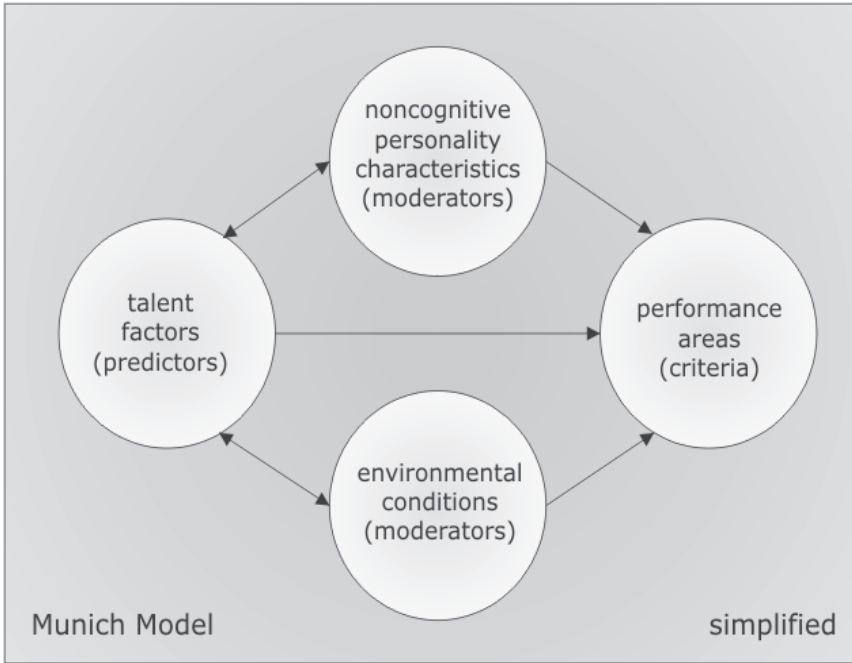 noncognitive
personality
characteristics
(moderators)
talent
factors
(predictors)
performance
areas
(criteria)
environmental
conditions
(moderators)
Munich Model
simplified